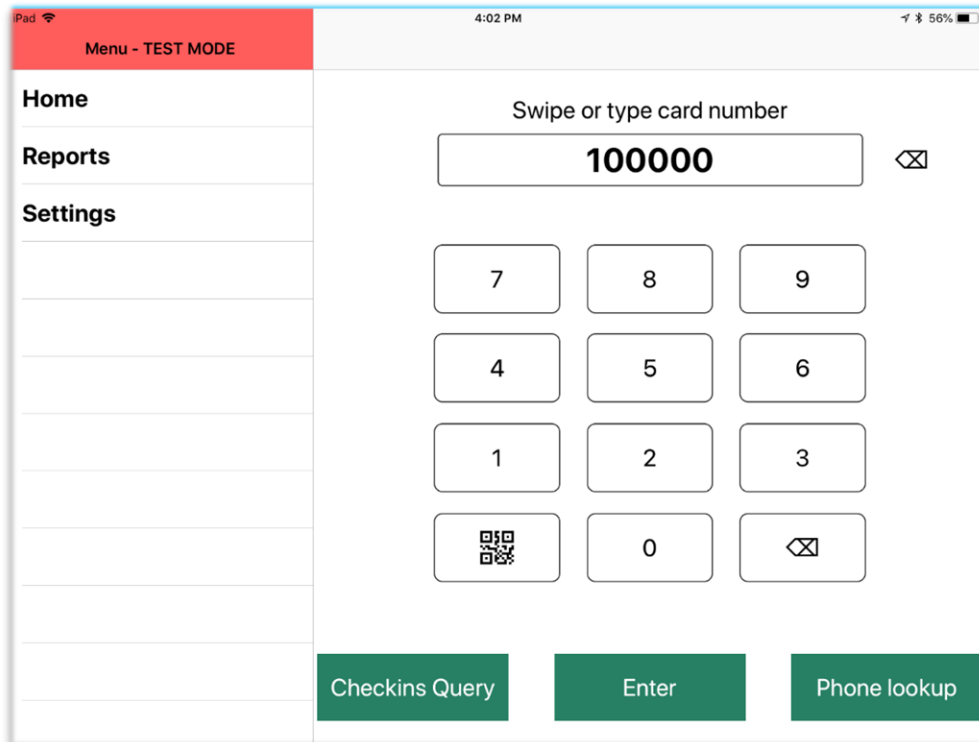 iPad 4:02 PM 56%
Menu - TEST MODE
Home
Reports
Settings
Swipe or type card number
100000
7 8 9
4 5 6
1 2 3
0
Checkins Query Enter Phone lookup